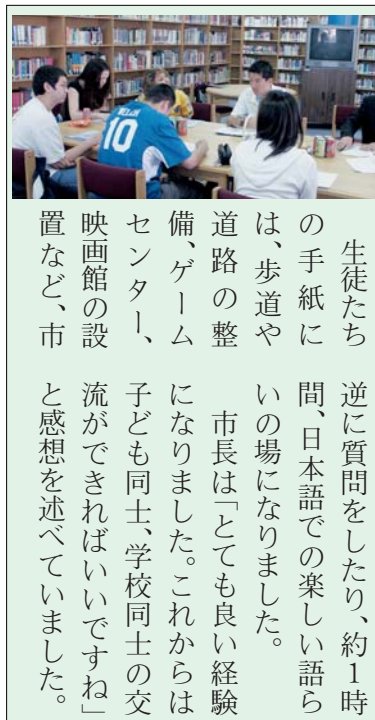 生徒たち
の手紙に
は、歩道や
道路の整
備、ゲーム
センター、
映画館の設
置など、市
逆に質問をしたり、約1時
間、日本語での楽しい語ら
いの場になりました。
市長は「とても良い経験
になりました。これからは
子ども同士、学校同士の交
流ができればいいですね」
と感想を述べていました。
10